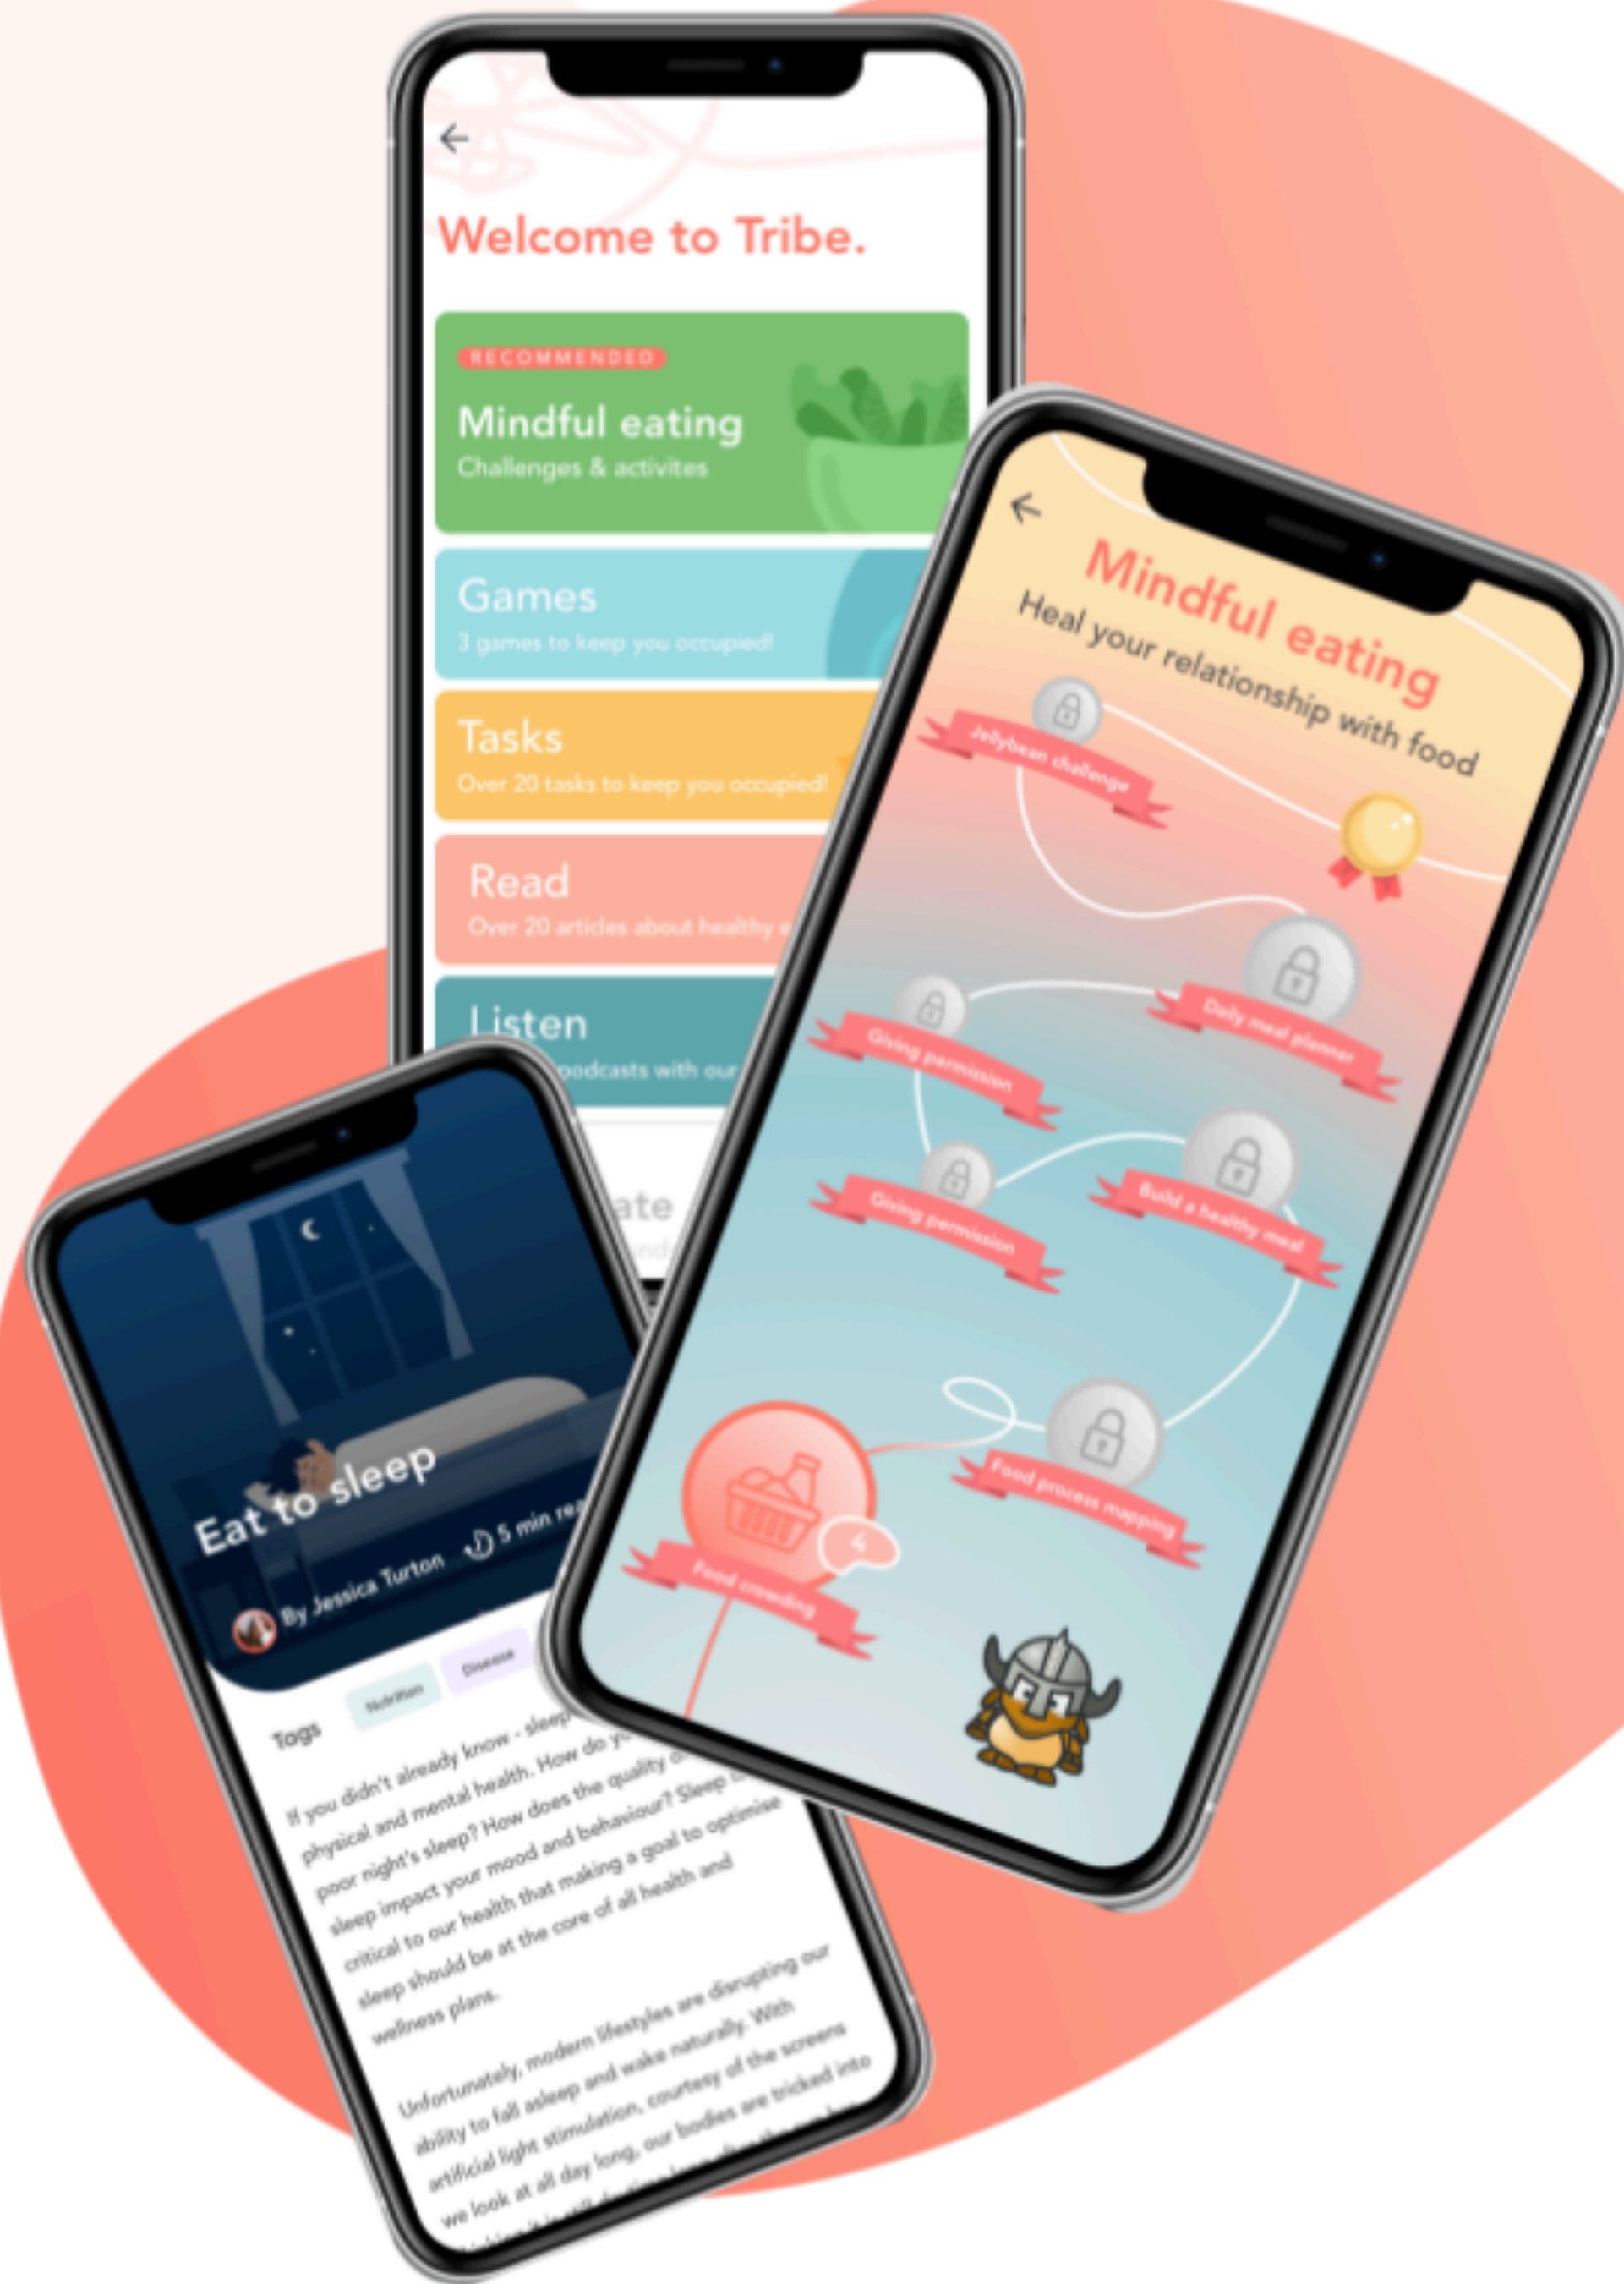 Welcome to Tribe.
RECOMMENDED
Mindful eating
Challenges & activites
Games
3 games to keep you occupied!
Tasks
Over 20 tasks to keep you occupied!
Read
Over 20 articles about healthy
Listen
podcasts with our
Mindful eating
Heal your relationship with food
Jellybean challenge
Daily meal planner
Giving permission
Giving permission
Build a healthy meal
Food process mapping
4
Food crowding
Eat to sleep
By Jessica Turton
5 min
Tags
Nutrition
Disease
If you didn't already know - sleep
physical and mental health. How do
poor night's sleep? How does the quality
sleep impact your mood and behaviour? Sleep
critical to our health that making a goal to optimise
sleep should be at the core of all health and
wellness plans.
Unfortunately, modern lifestyles are disrupting our
ability to fall asleep and wake naturally. With
artificial light stimulation, courtesy of the screens
we look at all day long, our bodies are tricked into